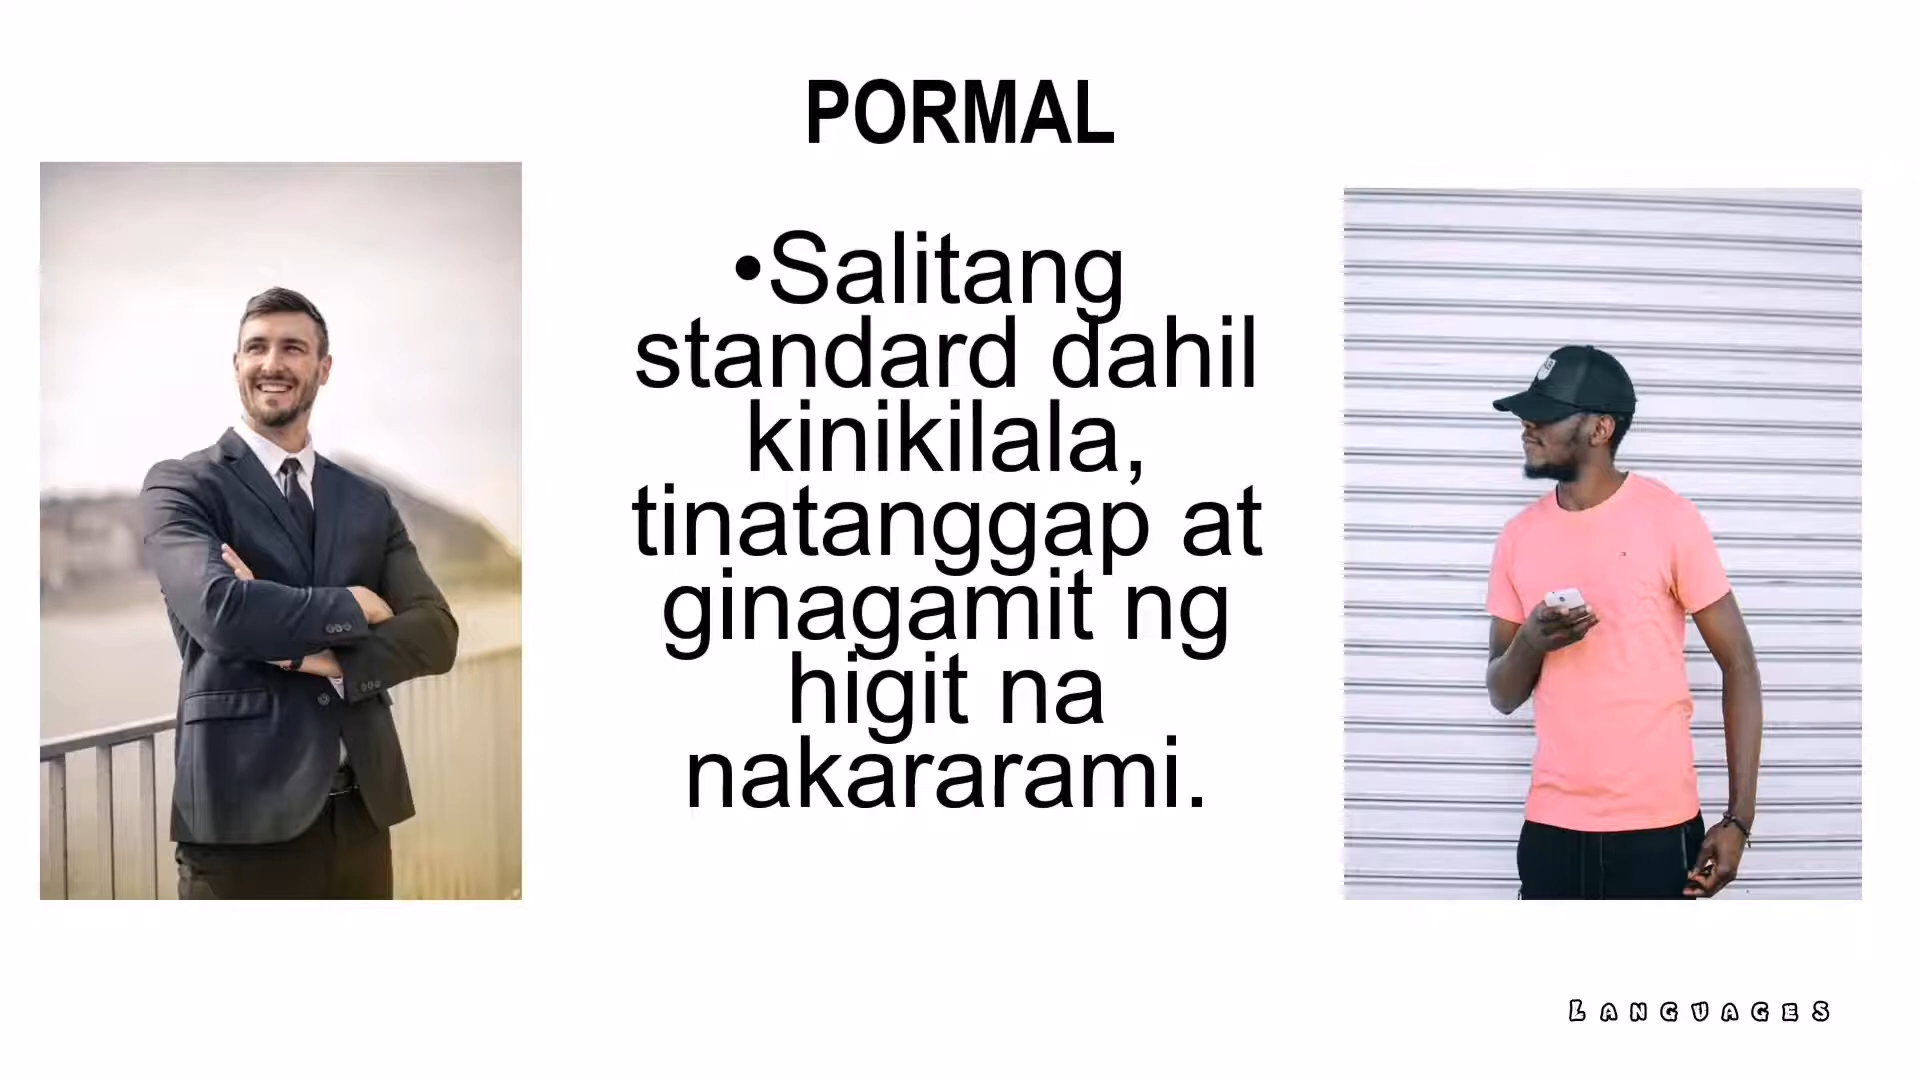 PORMAL
•Salitang
standard dahil
kinikilala,
tinatanggap at
ginagamit ng
higit na
nakararami.
LANGUAGES